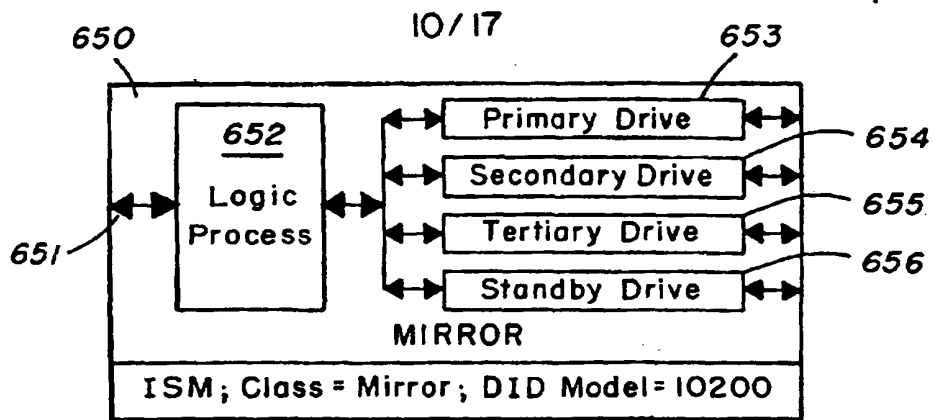 10/17
650
653
652
Logic
Process
Primary Drive
654
Secondary Drive
655
Tertiary Drive
651
656
Standby Drive
MIRROR
ISM; Class = Mirror; DID Model = 10200